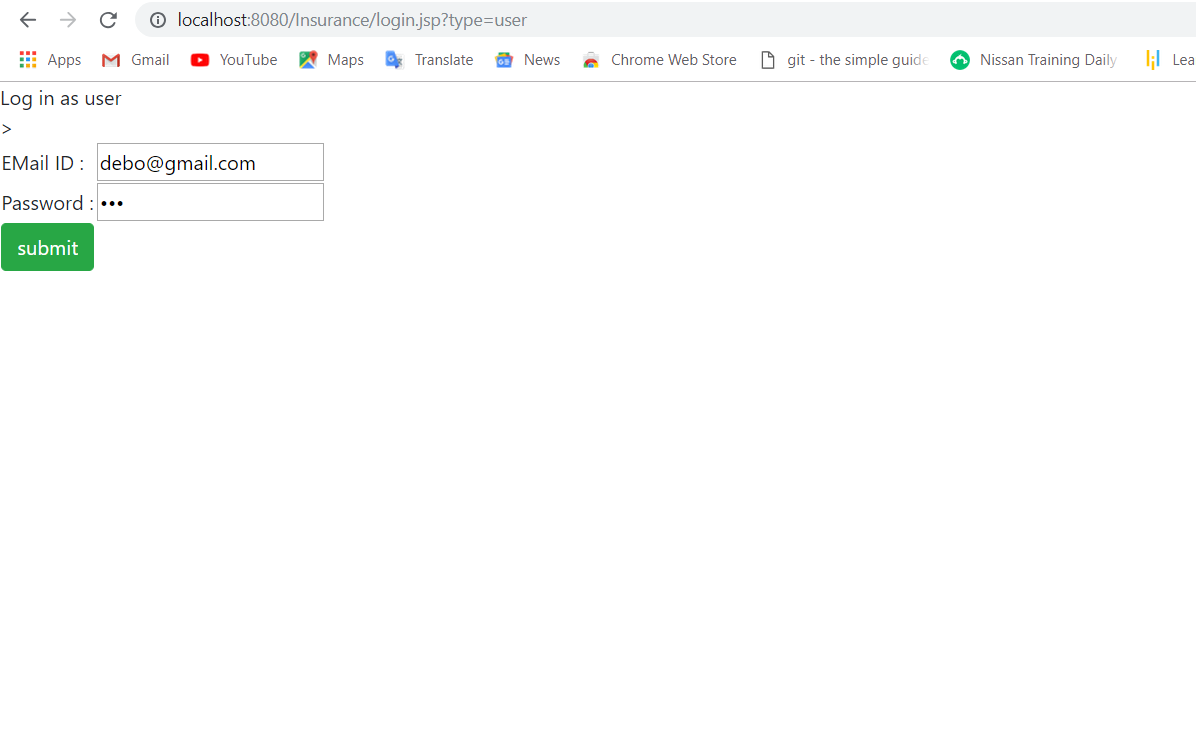 localhost:8080/Insurance/login.jsp?type=user
Apps Gmail YouTube Maps Translate News Chrome Web Store git - the simple guide Nissan Training Daily Lea
Log in as user
>
EMail ID : debo@gmail.com
Password : •••
submit